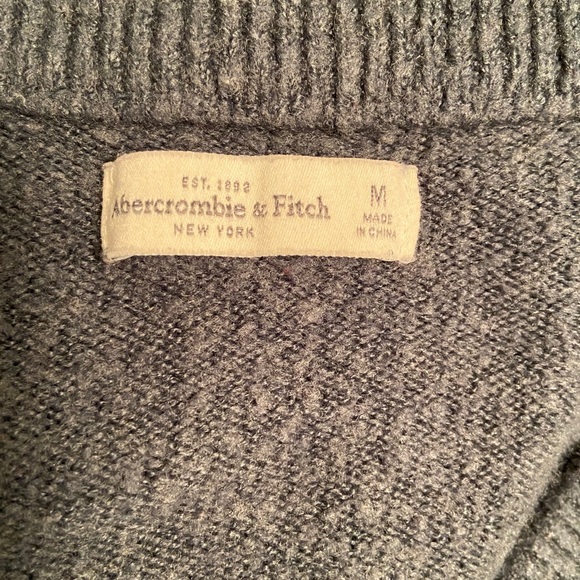 EST. 1892
Abercrombie & Fitch
NEW YORK
M
MADE
IN CHINA